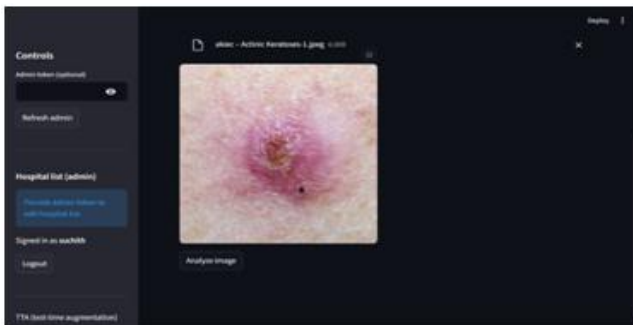 Deploy
Controls
akiec - Actinic Keratoses-1.jpeg
Admin token (optional)
Refresh admin
Hospital list (admin)
Provide admin token to
edit hospital list
Signed in as suchith
Logout
Analyze image
TTA (test-time augmentation)